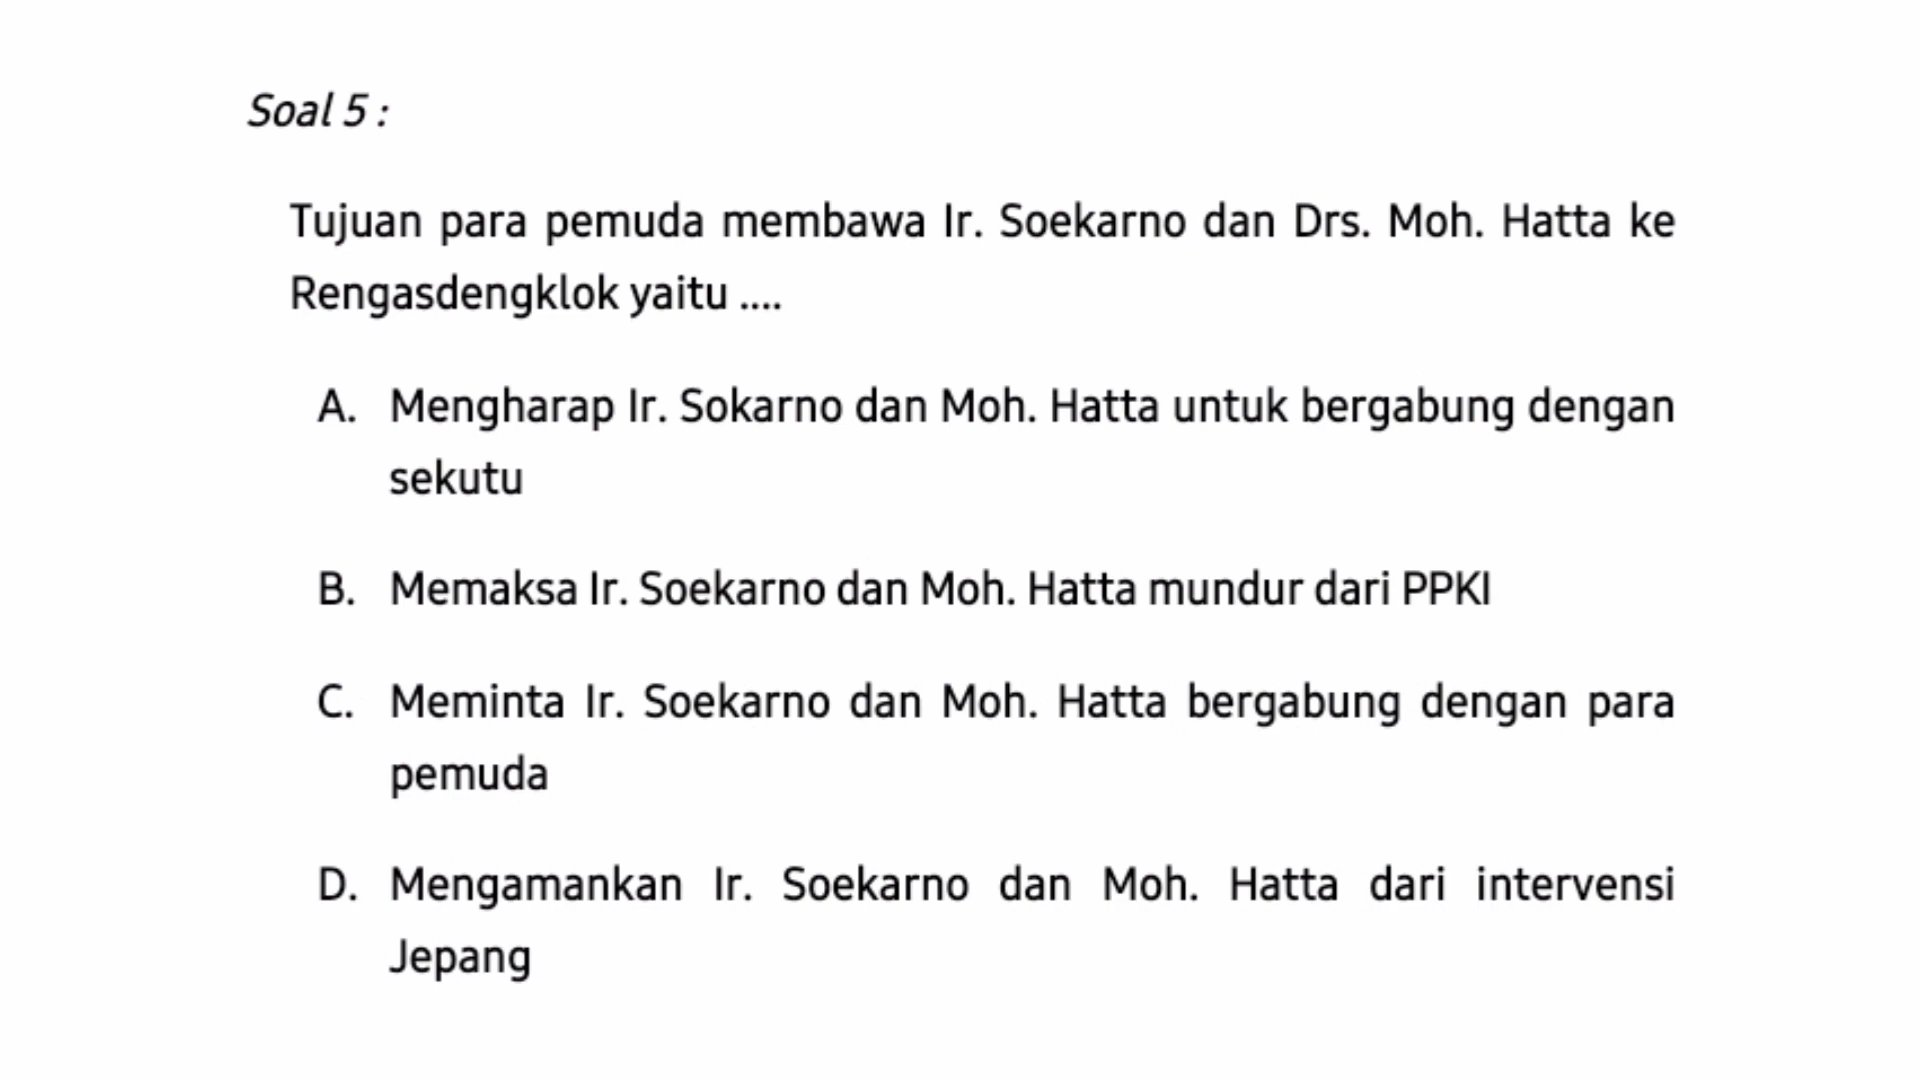 Soal 5 :
Tujuan para pemuda membawa Ir. Soekarno dan Drs. Moh. Hatta ke
Rengasdengklok yaitu ....
A. Mengharap Ir. Sokarno dan Moh. Hatta untuk bergabung dengan
sekutu
B. Memaksa Ir. Soekarno dan Moh. Hatta mundur dari PPKI
C. Meminta Ir. Soekarno dan Moh. Hatta bergabung dengan para
pemuda
D. Mengamankan Ir. Soekarno dan Moh. Hatta dari intervensi
Jepang